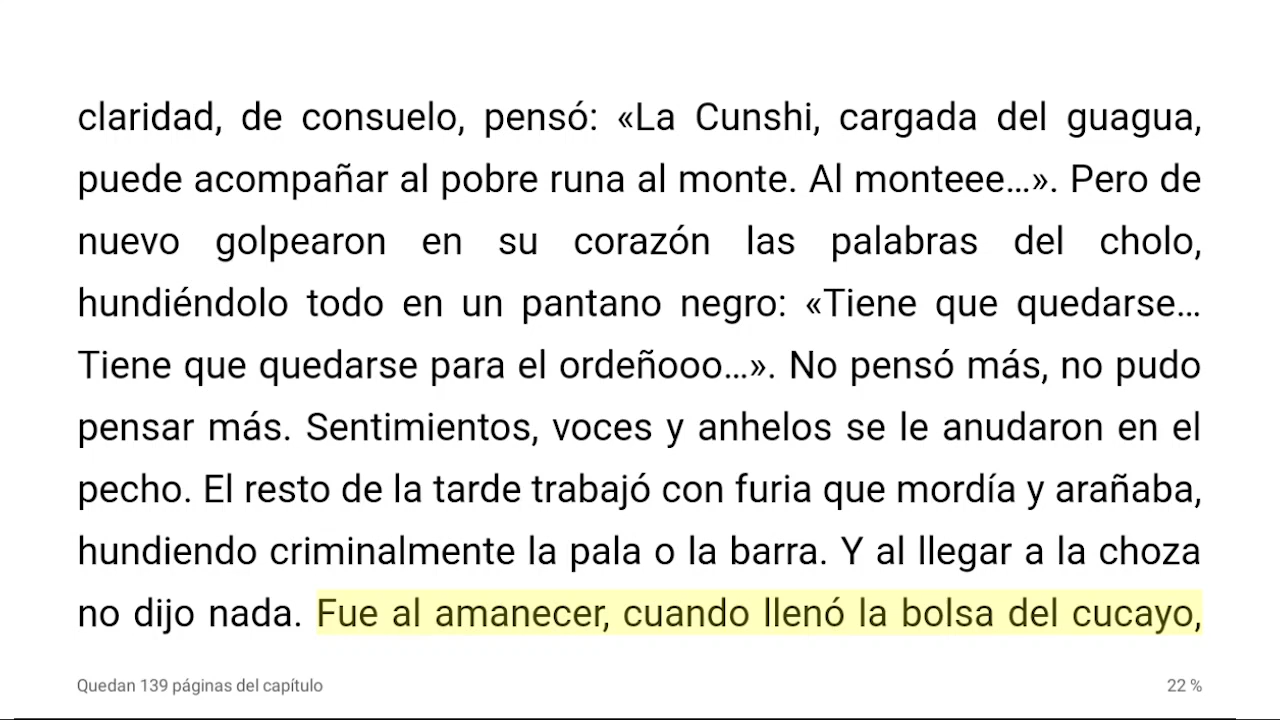 claridad, de consuelo, pensó: «La Cunshi, cargada del guagua,
puede acompañar al pobre runa al monte. Al monteee…». Pero de
nuevo golpearon en su corazón las palabras del cholo,
hundiéndolo todo en un pantano negro: «Tiene que quedarse…
Tiene que quedarse para el ordeñooo…». No pensó más, no pudo
pensar más. Sentimientos, voces y anhelos se le anudaron en el
pecho. El resto de la tarde trabajó con furia que mordía y arañaba,
hundiendo criminalmente la pala o la barra. Y al llegar a la choza
no dijo nada. Fue al amanecer, cuando llenó la bolsa del cucayo,
Quedan 139 páginas del capítulo
22 %